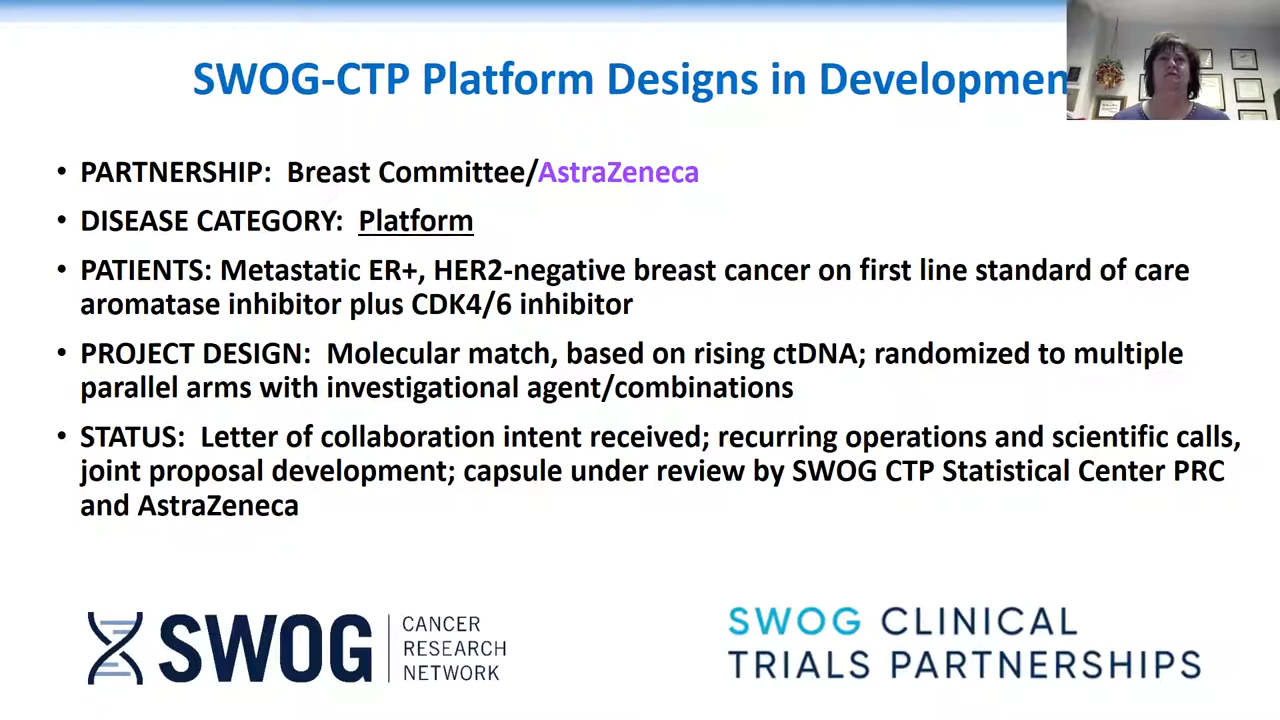 SWOG-CTP Platform Designs in Developmen
• PARTNERSHIP: Breast Committee/AstraZeneca
• DISEASE CATEGORY: Platform
• PATIENTS: Metastatic ER+, HER2-negative breast cancer on first line standard of care
aromatase inhibitor plus CDK4/6 inhibitor
• PROJECT DESIGN: Molecular match, based on rising ctDNA; randomized to multiple
parallel arms with investigational agent/combinations
• STATUS: Letter of collaboration intent received; recurring operations and scientific calls,
joint proposal development; capsule under review by SWOG CTP Statistical Center PRC
and AstraZeneca
SWOG
CANCER
RESEARCH
NETWORK
SWOG CLINICAL
TRIALS PARTNERSHIPS